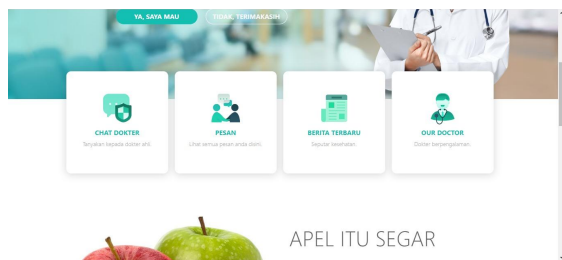 YA, SAYA MAU
TIDAK, TERIMAKASIH
CHAT DOKTER
Tanyakan kepada dokter ahli.
PESAN
Lihat semua pesan anda disini.
BERITA TERBARU
Seputar kesehatan.
OUR DOCTOR
Dokter berpengalaman.
APEL ITU SEGAR